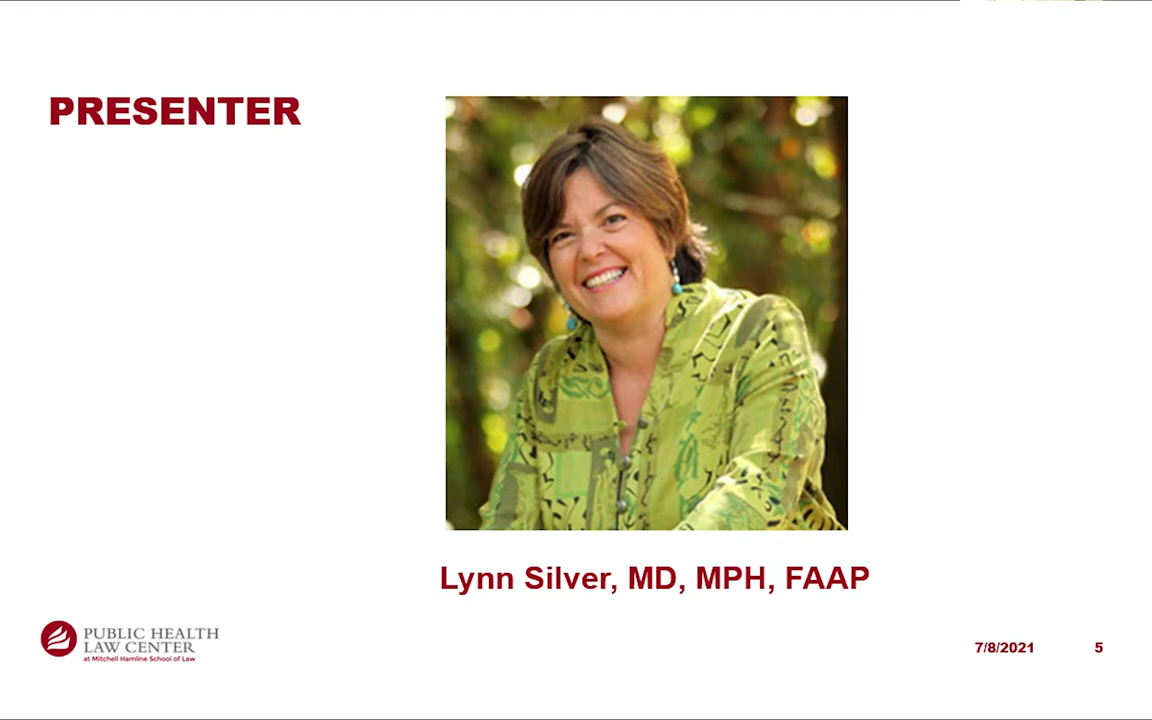 PRESENTER
Lynn Silver, MD, MPH, FAAP
PUBLIC HEALTH
LAW CENTER
at Mitchell Hamline School of Law
7/8/2021
5